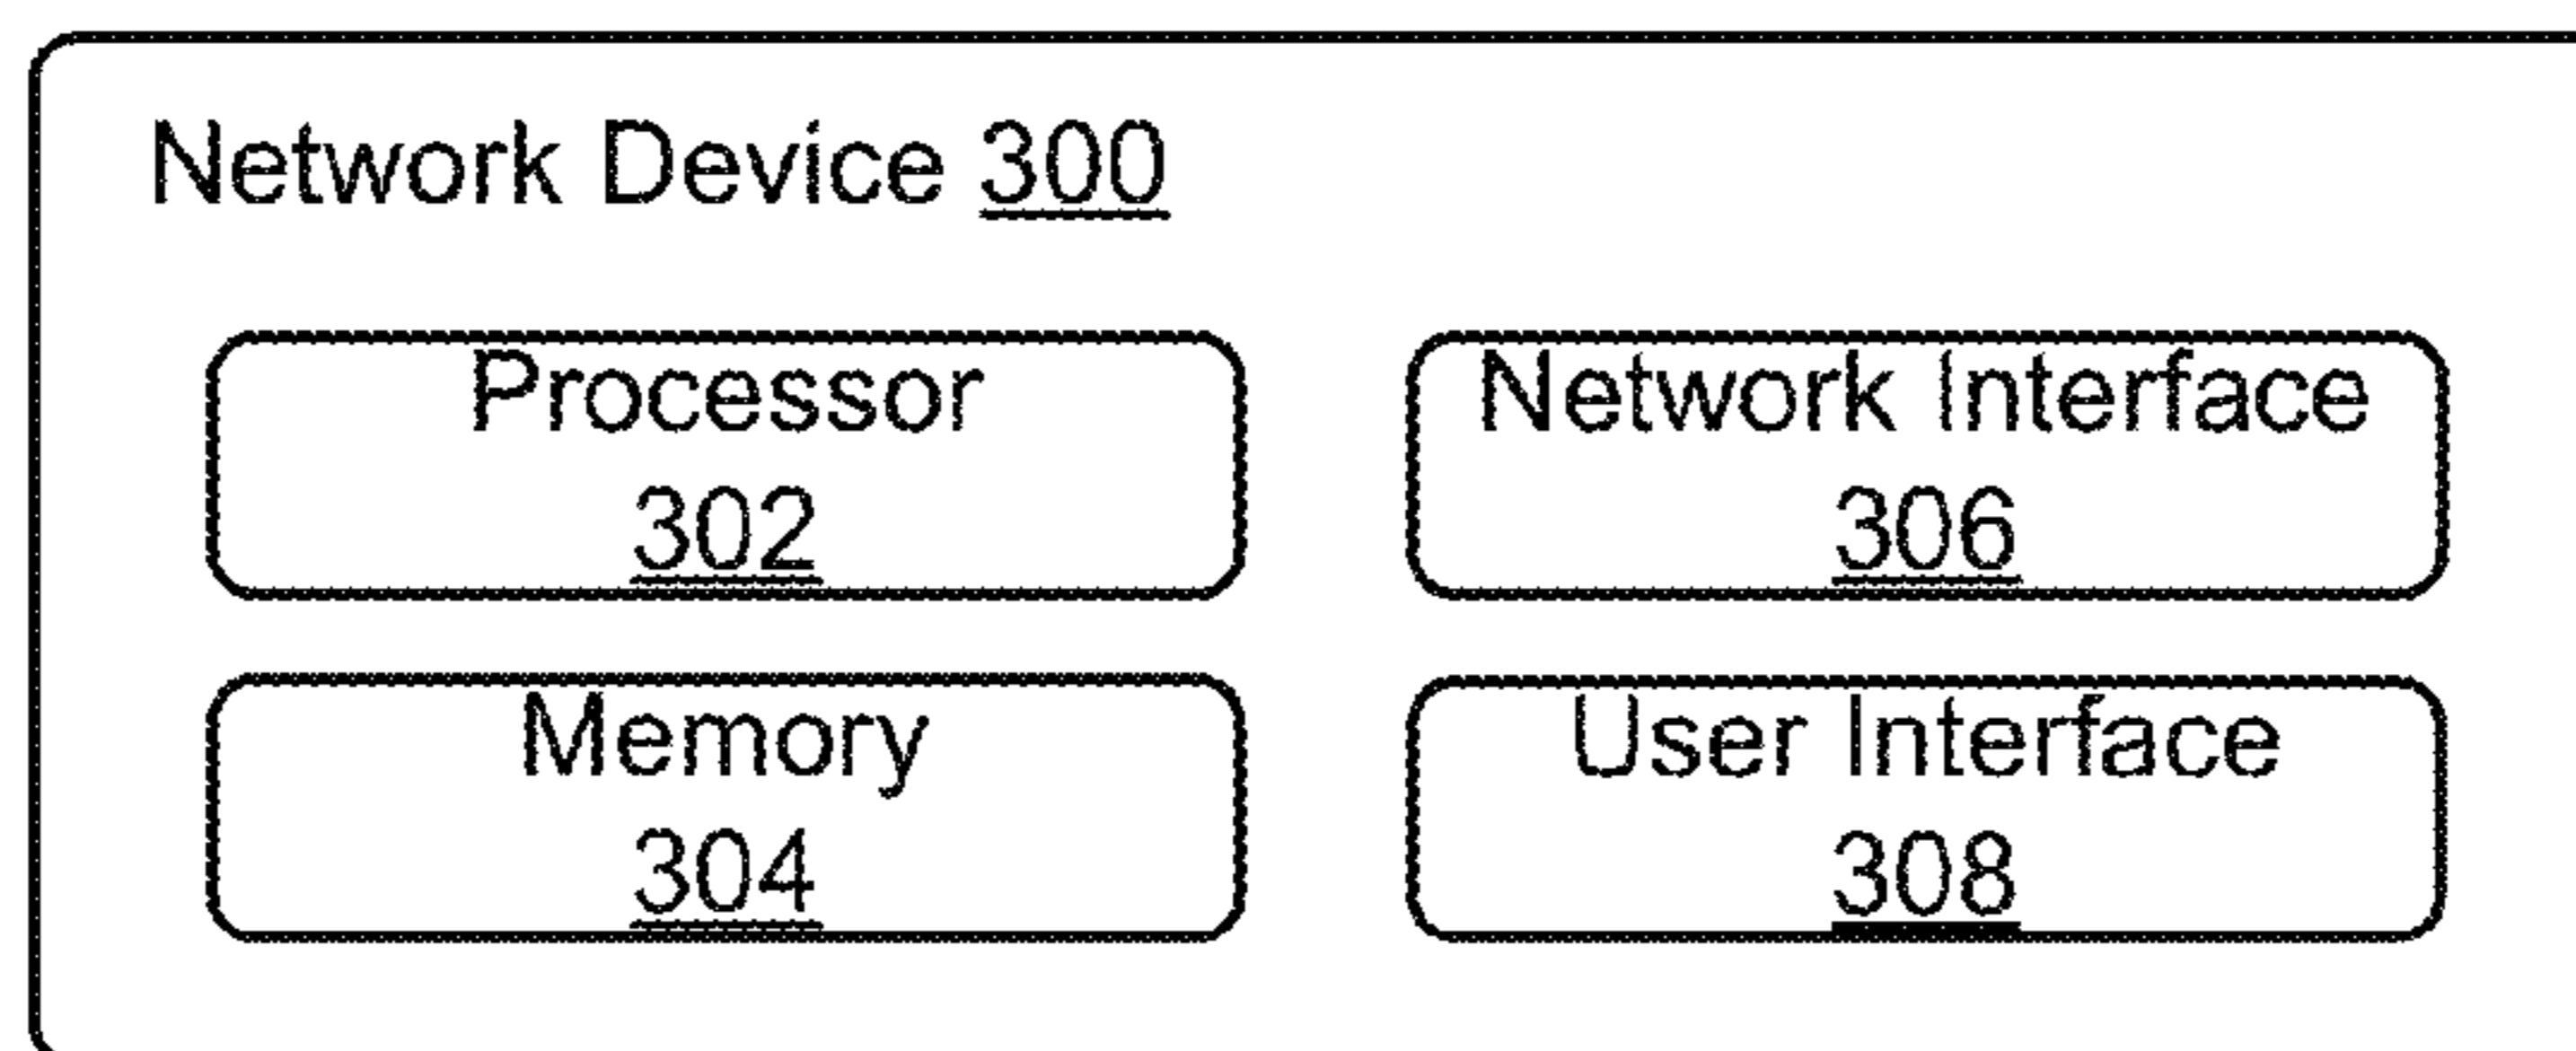 Network Device 300
Processor
302
Network Interface
306
Memory
304
User Interface
308